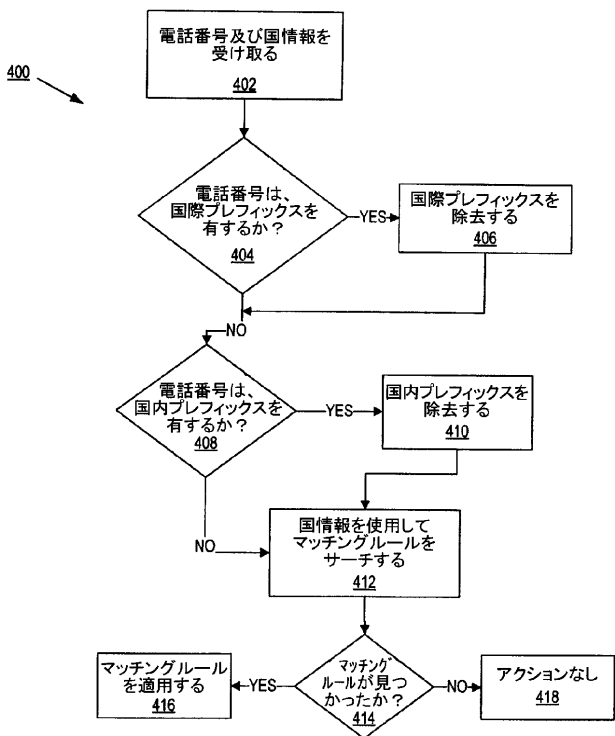 400
電話番号及び国情報を
受け取る
402
電話番号は、
国際プレフィックスを
有するか?
404
YES
国際プレフィックスを
除去する
406
NO
電話番号は、
国内プレフィックスを
有するか?
408
YES
国内プレフィックスを
除去する
410
NO
国情報を使用して
マッチングルールを
サーチする
412
マッチング
ルールが見つ
かったか?
414
YES
マッチングルール
を適用する
416
NO
アクションなし
418